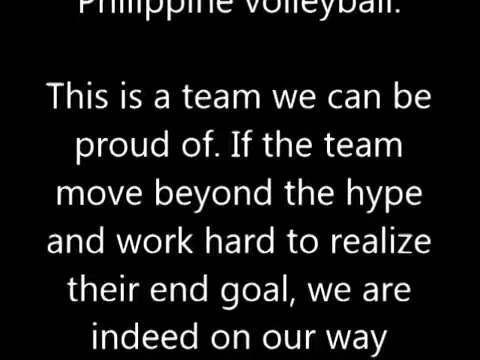 Philippine volleyball.
This is a team we can be
proud of. If the team
move beyond the hype
and work hard to realize
their end goal, we are
indeed on our way